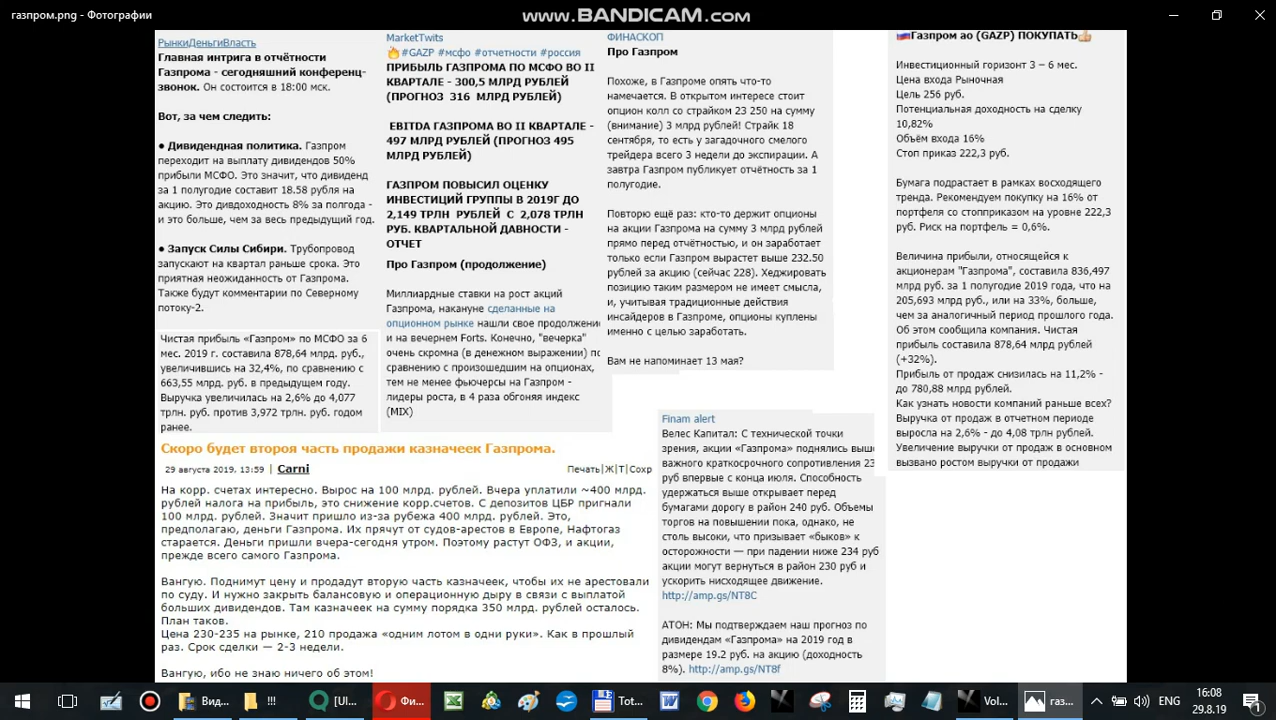 газпром.png - Фотографии
www.BANDICAM.com
РынкиДеньгиВласть
Главная интрига в отчётности
Газпрома - сегодняшний конференц-
звонок. Он состоится в 18:00 мск.
Вот, за чем следить:
● Дивидендная политика. Газпром
переходит на выплату дивидендов 50%
прибыли МСФО. Это значит, что дивиденд
за 1 полугодие составит 18.58 рубля на
акцию. Это дивдоходность 8% за полгода -
и это больше, чем за весь предыдущий год.
● Запуск Силы Сибири. Трубопровод
запускают на квартал раньше срока. Это
приятная неожиданность от Газпрома.
Также будут комментарии по Северному
потоку-2.
Чистая прибыль «Газпром» по МСФО за 6
мес. 2019 г. составила 878,64 млрд. руб.,
увеличившись на 32,4%, по сравнению с
663,55 млрд. руб. в предыдущем году.
Выручка увеличилась на 2,6% до 4,077
трлн. руб. против 3,972 трлн. руб. годом
ранее.
MarketTwits
🔥#GAZP #мсфо #отчетности #россия
ПРИБЫЛЬ ГАЗПРОМА ПО МСФО ВО II
КВАРТАЛЕ - 300,5 МЛРД РУБЛЕЙ
(ПРОГНОЗ 316 МЛРД РУБЛЕЙ)
EBITDA ГАЗПРОМА ВО II КВАРТАЛЕ -
497 МЛРД РУБЛЕЙ (ПРОГНОЗ 495
МЛРД РУБЛЕЙ)
ГАЗПРОМ ПОВЫСИЛ ОЦЕНКУ
ИНВЕСТИЦИЙ ГРУППЫ В 2019Г ДО
2,149 ТРЛН РУБЛЕЙ С 2,078 ТРЛН
РУБ. КВАРТАЛЬНОЙ ДАВНОСТИ -
ОТЧЕТ
Про Газпром (продолжение)
Миллиардные ставки на рост акций
Газпрома, накануне сделанные на
опционном рынке нашли свое продолжение
и на вечернем Forts. Конечно, "вечерка"
очень скромна (в денежном выражении) по
сравнению с произошедшим на опционах,
тем не менее фьючерсы на Газпром -
лидеры роста, в 4 раза обгоняя индекс
(MIX)
ФИНАСКОП
Про Газпром
Похоже, в Газпроме опять что-то
намечается. В открытом интересе стоит
опцион колл со страйком 23 250 на сумму
(внимание) 3 млрд рублей! Страйк 18
сентября, то есть у загадочного смелого
трейдера всего 3 недели до экспирации. А
завтра Газпром публикует отчётность за 1
полугодие.
Повторю ещё раз: кто-то держит опционы
на акции Газпрома на сумму 3 млрд рублей
прямо перед отчётностью, и он заработает
только если Газпром вырастет выше 232.50
рублей за акцию (сейчас 228). Хеджировать
позицию таким размером не имеет смысла,
и, учитывая традиционные действия
инсайдеров в Газпроме, опционы куплены
именно с целью заработать.
Вам не напоминает 13 мая?
🇷🇺Газпром ао (GAZP) ПОКУПАТЬ👍
Инвестиционный горизонт 3 – 6 мес.
Цена входа Рыночная
Цель 256 руб.
Потенциальная доходность на сделку
10,82%
Объём входа 16%
Стоп приказ 222,3 руб.
Бумага подрастает в рамках восходящего
тренда. Рекомендуем покупку на 16% от
портфеля со стопприказом на уровне 222,3
руб. Риск на портфель = 0,6%.
Величина прибыли, относящейся к
акционерам "Газпрома", составила 836,497
млрд руб. за 1 полугодие 2019 года, что на
205,693 млрд руб., или на 33%, больше,
чем за аналогичный период прошлого года.
Об этом сообщила компания. Чистая
прибыль составила 878,64 млрд рублей
(+32%).
Прибыль от продаж снизилась на 11,2% -
до 780,88 млрд рублей.
Как узнать новости компаний раньше всех?
Выручка от продаж в отчетном периоде
выросла на 2,6% - до 4,08 трлн рублей.
Увеличение выручки от продаж в основном
вызвано ростом выручки от продажи
Скоро будет второя часть продажи казначеек Газпрома.
29 августа 2019, 13:59 | Carni Печать|Ж|Т|Сохр
На корр. счетах интересно. Вырос на 100 млрд. рублей. Вчера уплатили ~400 млрд.
рублей налога на прибыль, это снижение корр.счетов. С депозитов ЦБР пригнали
100 млрд. рублей. Значит пришло из-за рубежа 400 млрд. рублей. Это,
предполагаю, деньги Газпрома. Их прячут от судов-арестов в Европе, Нафтогаз
старается. Деньги пришли вчера-сегодня утром. Поэтому растут ОФЗ, и акции,
прежде всего самого Газпрома.
Вангую. Поднимут цену и продадут вторую часть казначеек, чтобы их не арестовали
по суду. И нужно закрыть балансовую и операционную дыру в связи с выплатой
больших дивидендов. Там казначеек на сумму порядка 350 млрд. рублей осталось.
План таков.
Цена 230-235 на рынке, 210 продажа «одним лотом в одни руки». Как в прошлый
раз. Срок сделки — 2-3 недели.
Вангую, ибо не знаю ничего об этом!
Finam alert
Велес Капитал: С технической точки
зрения, акции «Газпрома» поднялись выше
важного краткосрочного сопротивления 23
руб впервые с конца июля. Способность
удержаться выше открывает перед
бумагами дорогу в район 240 руб. Объемы
торгов на повышении пока, однако, не
столь высоки, что призывает «быков» к
осторожности — при падении ниже 234 руб
акции могут вернуться в район 230 руб и
ускорить нисходящее движение.
http://amp.gs/NT8C
АТОН: Мы подтверждаем наш прогноз по
дивидендам «Газпрома» на 2019 год в
размере 19.2 руб. на акцию (доходность
8%). http://amp.gs/NT8f
Вид...
!!!
[UI...
Фи...
Tot...
Vol...
газ...
ENG
16:08
29.8.19